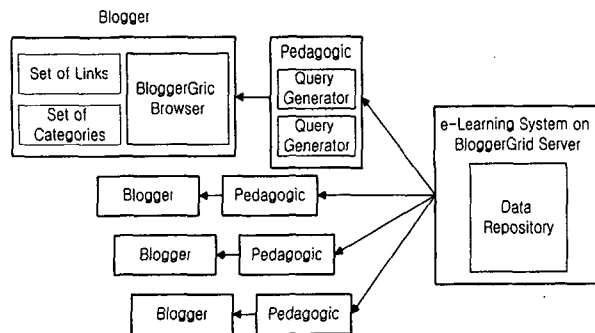 Blogger
Set of Links
Set of
Categories
BloggerGric
Browser
Pedagogic
Query
Generator
Query
Generator
e-Learning System on
BloggerGrid Server
Data
Repository
Blogger
Pedagogic
Blogger
Pedagogic
Blogger
Pedagogic